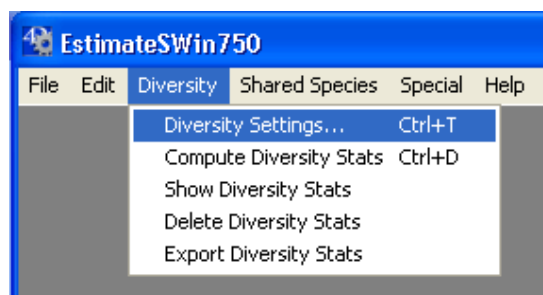 EstimateSWin750
File Edit Diversity Shared Species Special Help
Diversity Settings... Ctrl+T
Compute Diversity Stats Ctrl+D
Show Diversity Stats
Delete Diversity Stats
Export Diversity Stats